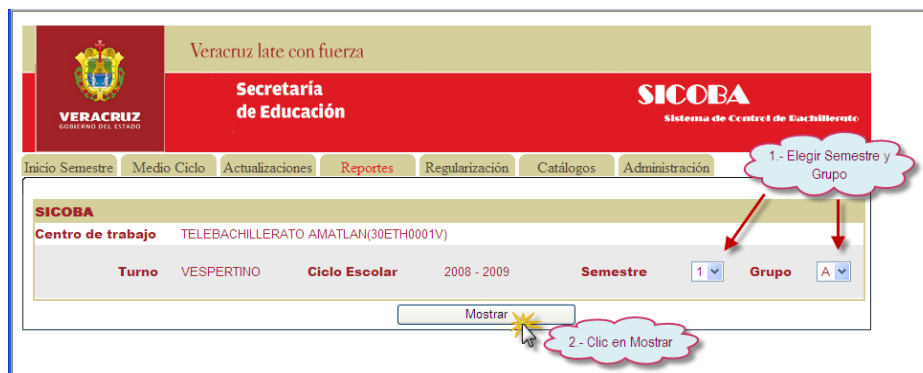 Veracruz late con fuerza
VERACRUZ
GOBIERNO DEL ESTADO
Secretaría
de Educación
SICOBA
Sistema de Control de Bachillerato
Inicio Semestre Medio Ciclo Actualizaciones Reportes Regularización Catálogos Administración
1.- Elegir Semestre y
Grupo
SICOBA
Centro de trabajo TELEBACHILLERATO AMATLAN(30ETH0001V)
Turno VESPERTINO Ciclo Escolar 2008 - 2009 Semestre 1 Grupo A
Mostrar
2.- Clic en Mostrar